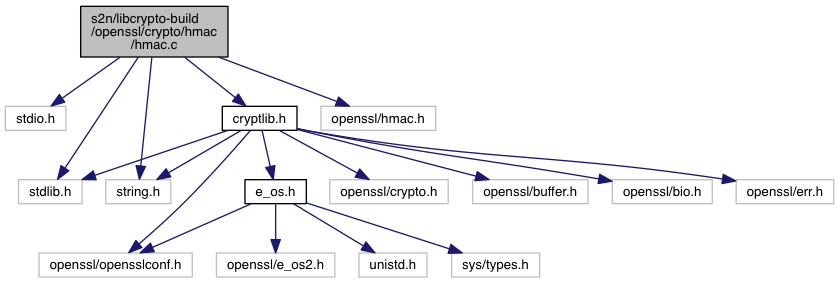 s2n/libcrypto-build
/openssl/crypto/hmac
/hmac.c
stdio.h
cryptlib.h
openssl/hmac.h
stdlib.h
string.h
e_os.h
openssl/crypto.h
openssl/buffer.h
openssl/bio.h
openssl/err.h
openssl/opensslconf.h
openssl/e_os2.h
unistd.h
sys/types.h